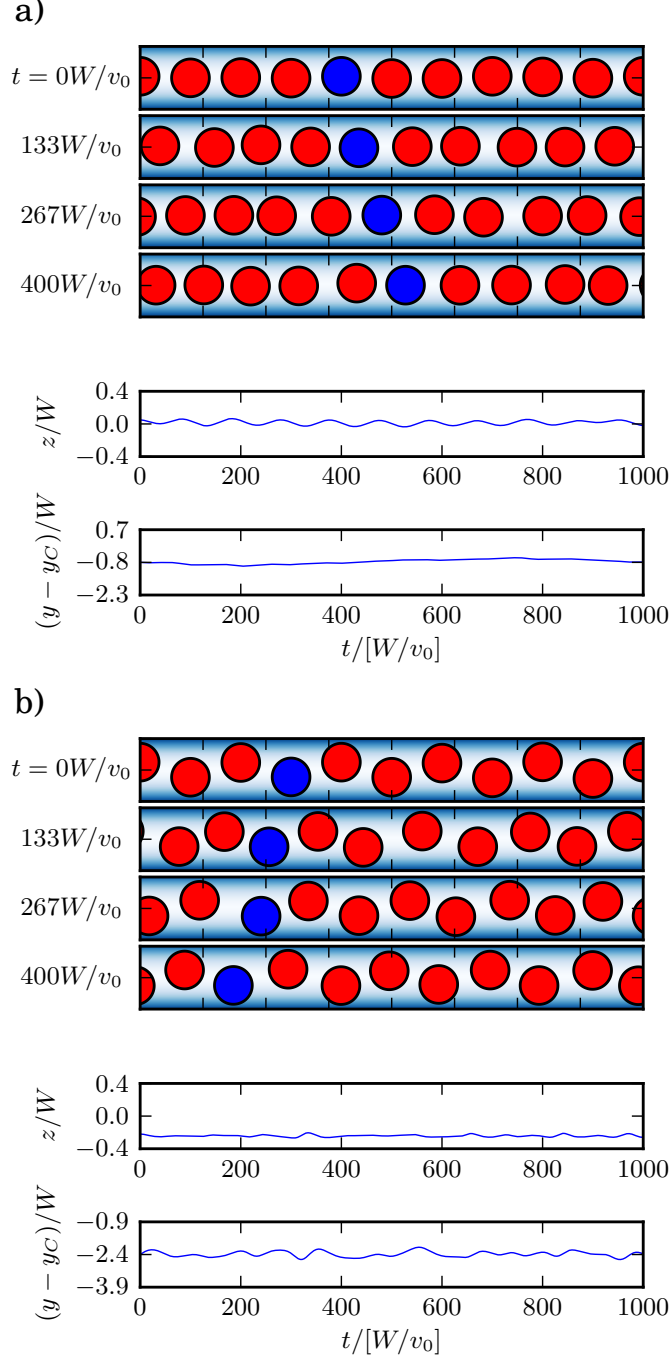 a)
t = 0W/v₀
133W/v₀
267W/v₀
400W/v₀
z/W
0.4
0.0
−0.4
0 200 400 600 800 1000
(y − y_C)/W
0.7
−0.8
−2.3
0 200 400 600 800 1000
t/[W/v₀]
b)
t = 0W/v₀
133W/v₀
267W/v₀
400W/v₀
z/W
0.4
0.0
−0.4
0 200 400 600 800 1000
(y − y_C)/W
−0.9
−2.4
−3.9
0 200 400 600 800 1000
t/[W/v₀]